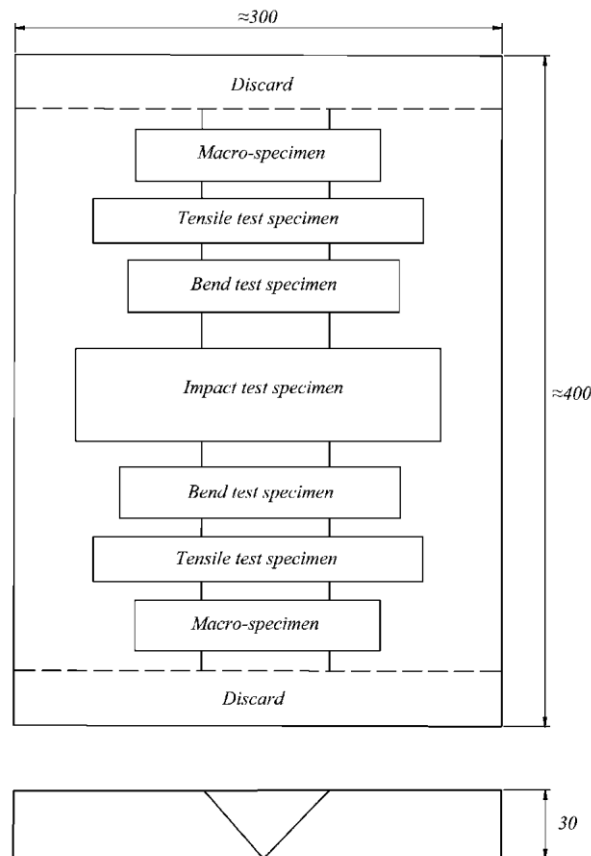 ≈300
Discard
Macro-specimen
Tensile test specimen
Bend test specimen
Impact test specimen
≈400
Bend test specimen
Tensile test specimen
Macro-specimen
Discard
30